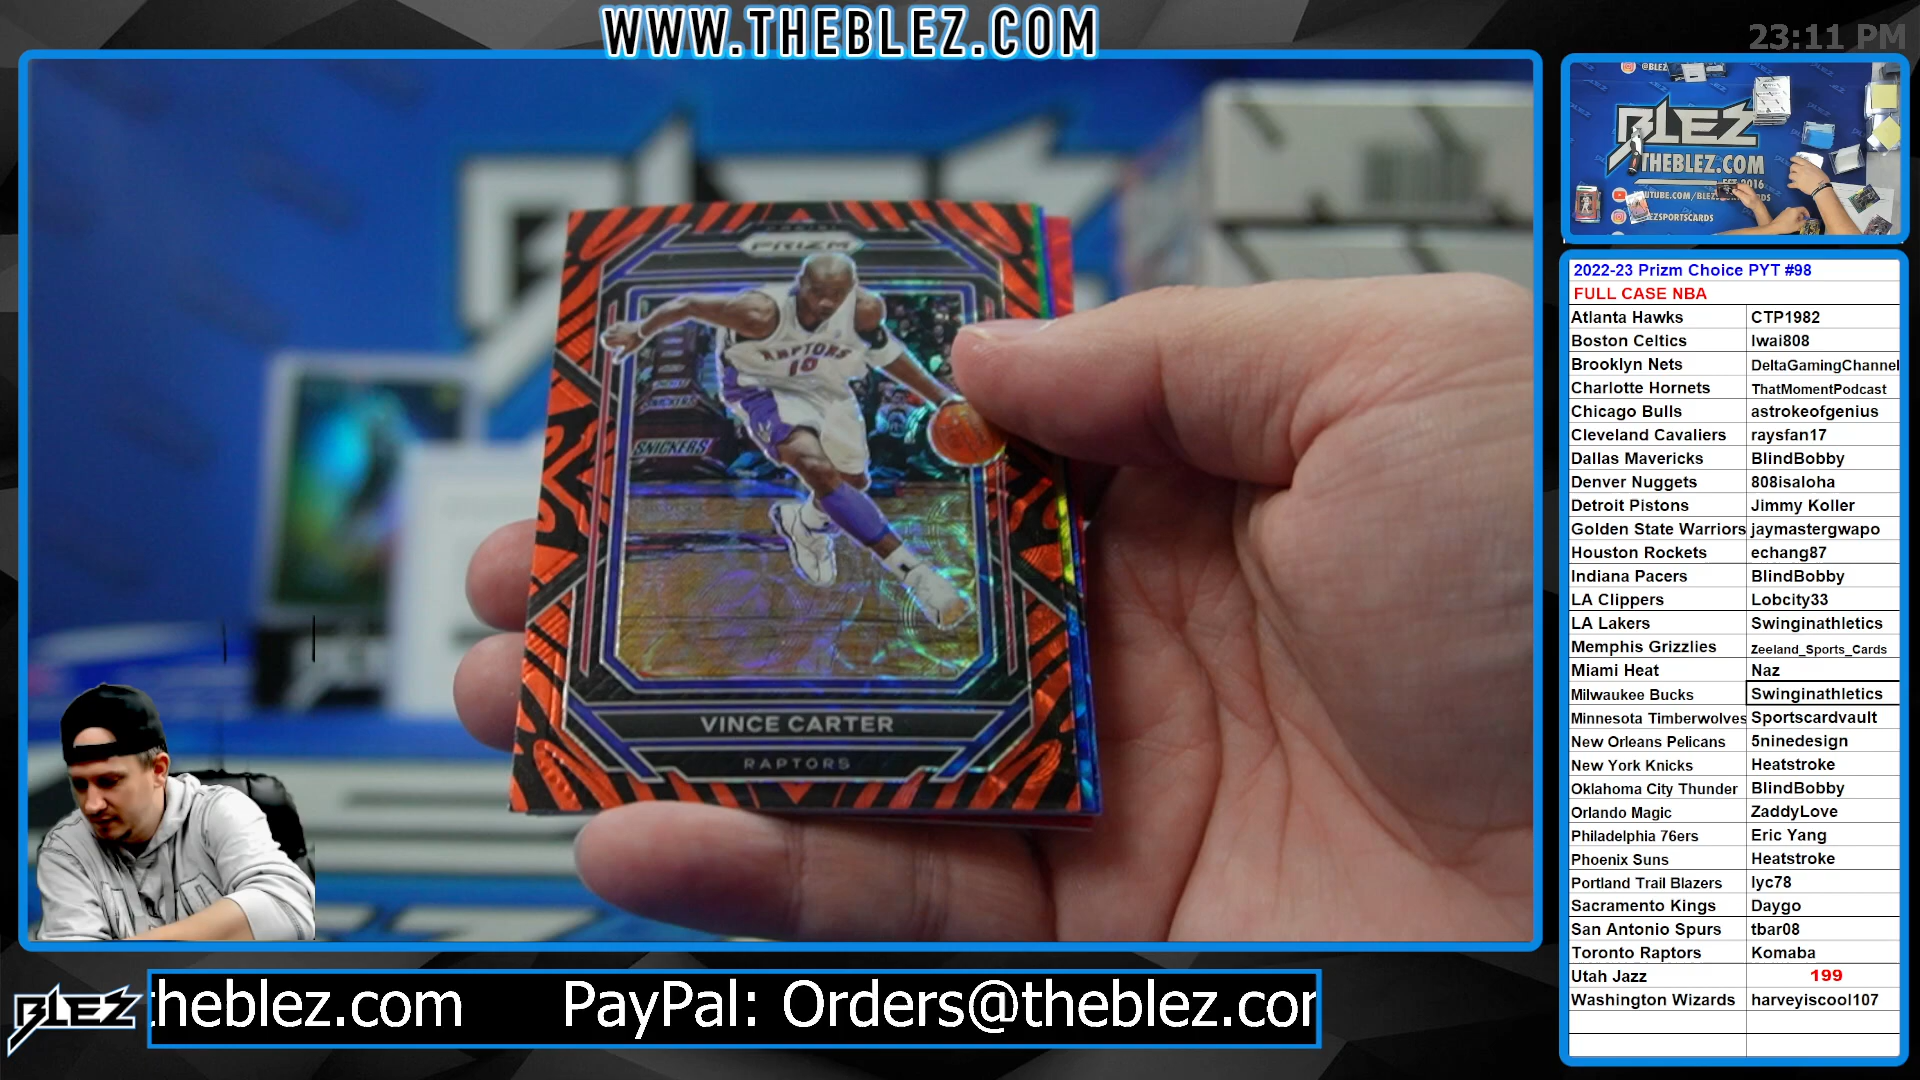 WWW.THEBLEZ.COM
23:11 PM
PRIZM
RAPTORS
SNICKERS
VINCE CARTER
RAPTORS
@BLEZ
BLEZ
THEBLEZ.COM
2022-23 Prizm Choice PYT #98
FULL CASE NBA
Atlanta Hawks CTP1982
Boston Celtics Iwai808
Brooklyn Nets DeltaGamingChannel
Charlotte Hornets ThatMomentPodcast
Chicago Bulls astrokeofgenius
Cleveland Cavaliers raysfan17
Dallas Mavericks BlindBobby
Denver Nuggets 808isaloha
Detroit Pistons Jimmy Koller
Golden State Warriors jaymastergwapo
Houston Rockets echang87
Indiana Pacers BlindBobby
LA Clippers Lobcity33
LA Lakers Swinginathletics
Memphis Grizzlies Zeeland_Sports_Cards
Miami Heat Naz
Milwaukee Bucks Swinginathletics
Minnesota Timberwolves Sportscardvault
New Orleans Pelicans 5ninedesign
New York Knicks Heatstroke
Oklahoma City Thunder BlindBobby
Orlando Magic ZaddyLove
Philadelphia 76ers Eric Yang
Phoenix Suns Heatstroke
Portland Trail Blazers lyc78
Sacramento Kings Daygo
San Antonio Spurs tbar08
Toronto Raptors Komaba
Utah Jazz 199
Washington Wizards harveyiscool107
BLEZ
theblez.com PayPal: Orders@theblez.com